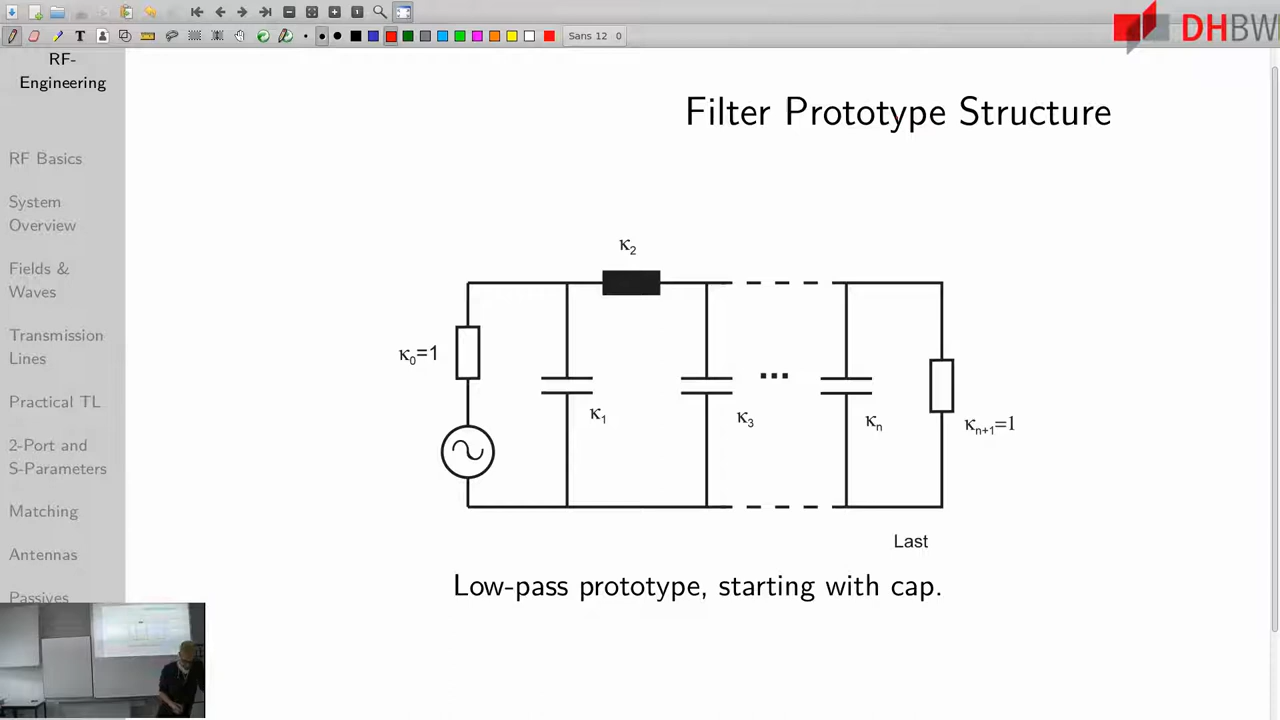 Sans 12 0
DHBW
RF-
Engineering
RF Basics
System
Overview
Fields &
Waves
Transmission
Lines
Practical TL
2-Port and
S-Parameters
Matching
Antennas
Passives
Filter Prototype Structure
κ2
κ0=1
κ1
κ3
...
κn
κn+1=1
Last
Low-pass prototype, starting with cap.